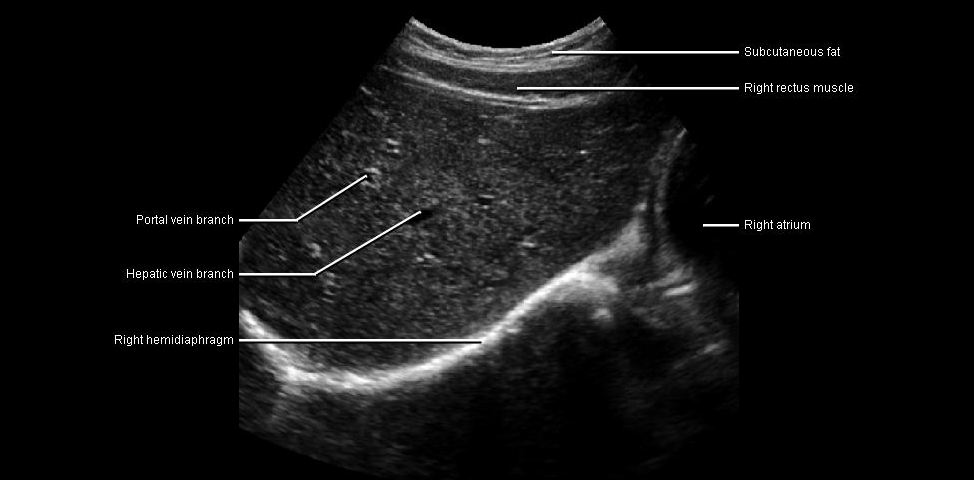 Subcutaneous fat
Right rectus muscle
Portal vein branch
Right atrium
Hepatic vein branch
Right hemidiaphragm